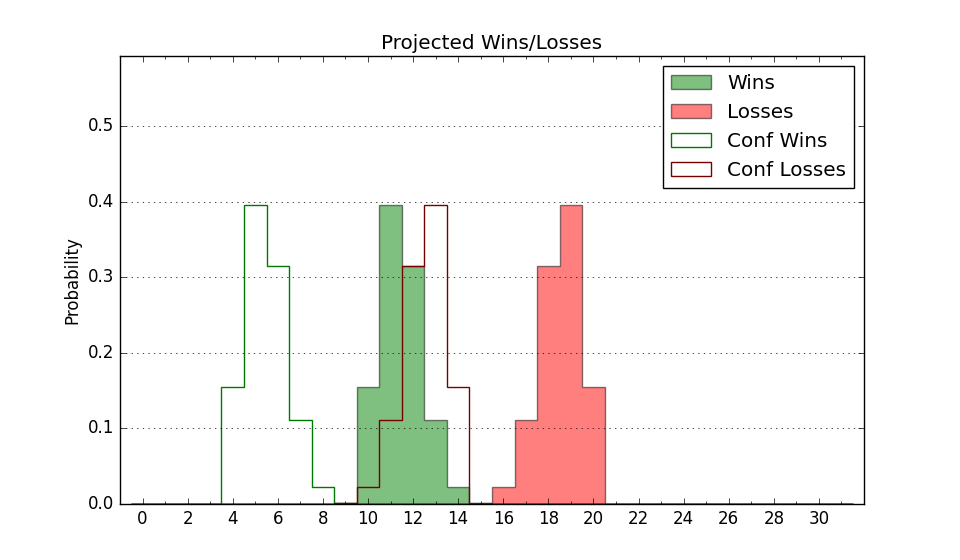 Projected Wins/Losses
Wins
Losses
Conf Wins
Conf Losses
Probability
0.5
0.4
0.3
0.2
0.1
0.0
0 2 4 6 8 10 12 14 16 18 20 22 24 26 28 30